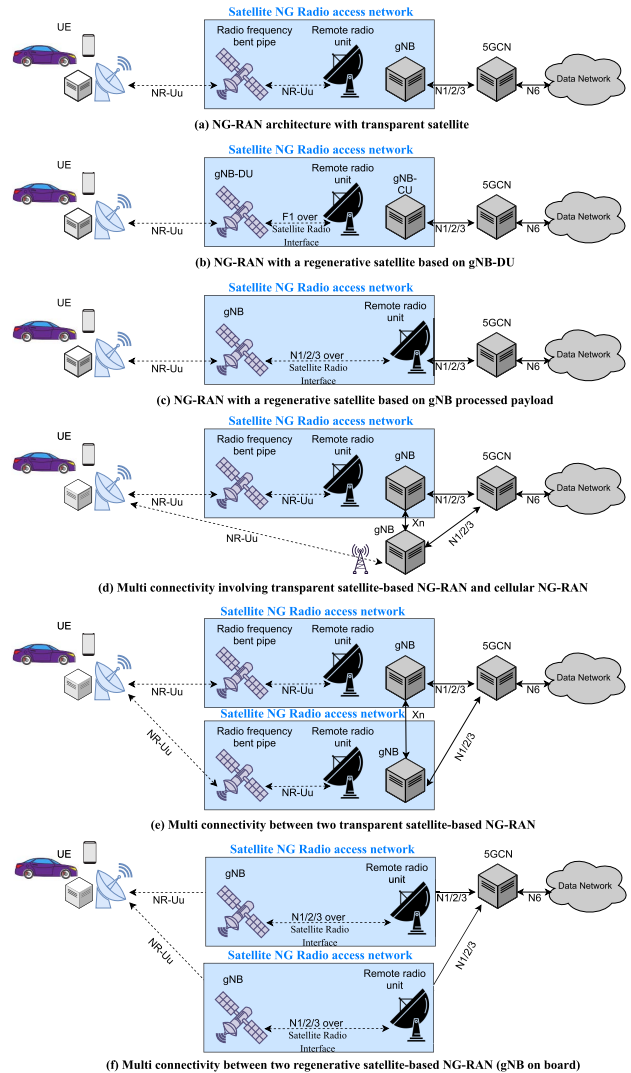 Satellite NG Radio access network
UE
Radio frequency
bent pipe
Remote radio
unit
gNB
5GCN
Data Network
NR-Uu
NR-Uu
N1/2/3
N6
(a) NG-RAN architecture with transparent satellite
Satellite NG Radio access network
UE
gNB-DU
Remote radio
unit
gNB-
CU
5GCN
Data Network
NR-Uu
F1 over
Satellite Radio
Interface
N1/2/3
N6
(b) NG-RAN with a regenerative satellite based on gNB-DU
Satellite NG Radio access network
UE
gNB
Remote radio
unit
5GCN
Data Network
NR-Uu
N1/2/3 over
Satellite Radio
Interface
N1/2/3
N6
(c) NG-RAN with a regenerative satellite based on gNB processed payload
Satellite NG Radio access network
UE
Radio frequency
bent pipe
Remote radio
unit
gNB
5GCN
Data Network
NR-Uu
NR-Uu
N1/2/3
N6
Xn
gNB
NR-Uu
N1/2/3
(d) Multi connectivity involving transparent satellite-based NG-RAN and cellular NG-RAN
Satellite NG Radio access network
UE
Radio frequency
bent pipe
Remote radio
unit
gNB
5GCN
Data Network
NR-Uu
NR-Uu
N1/2/3
N6
Satellite NG Radio access network
Xn
Radio frequency
bent pipe
Remote radio
unit
gNB
NR-Uu
NR-Uu
N1/2/3
(e) Multi connectivity between two transparent satellite-based NG-RAN
Satellite NG Radio access network
UE
gNB
Remote radio
unit
5GCN
Data Network
NR-Uu
N1/2/3 over
Satellite Radio
Interface
N1/2/3
N6
Satellite NG Radio access network
NR-Uu
gNB
Remote radio
unit
N1/2/3
N1/2/3 over
Satellite Radio
Interface
(f) Multi connectivity between two regenerative satellite-based NG-RAN (gNB on board)